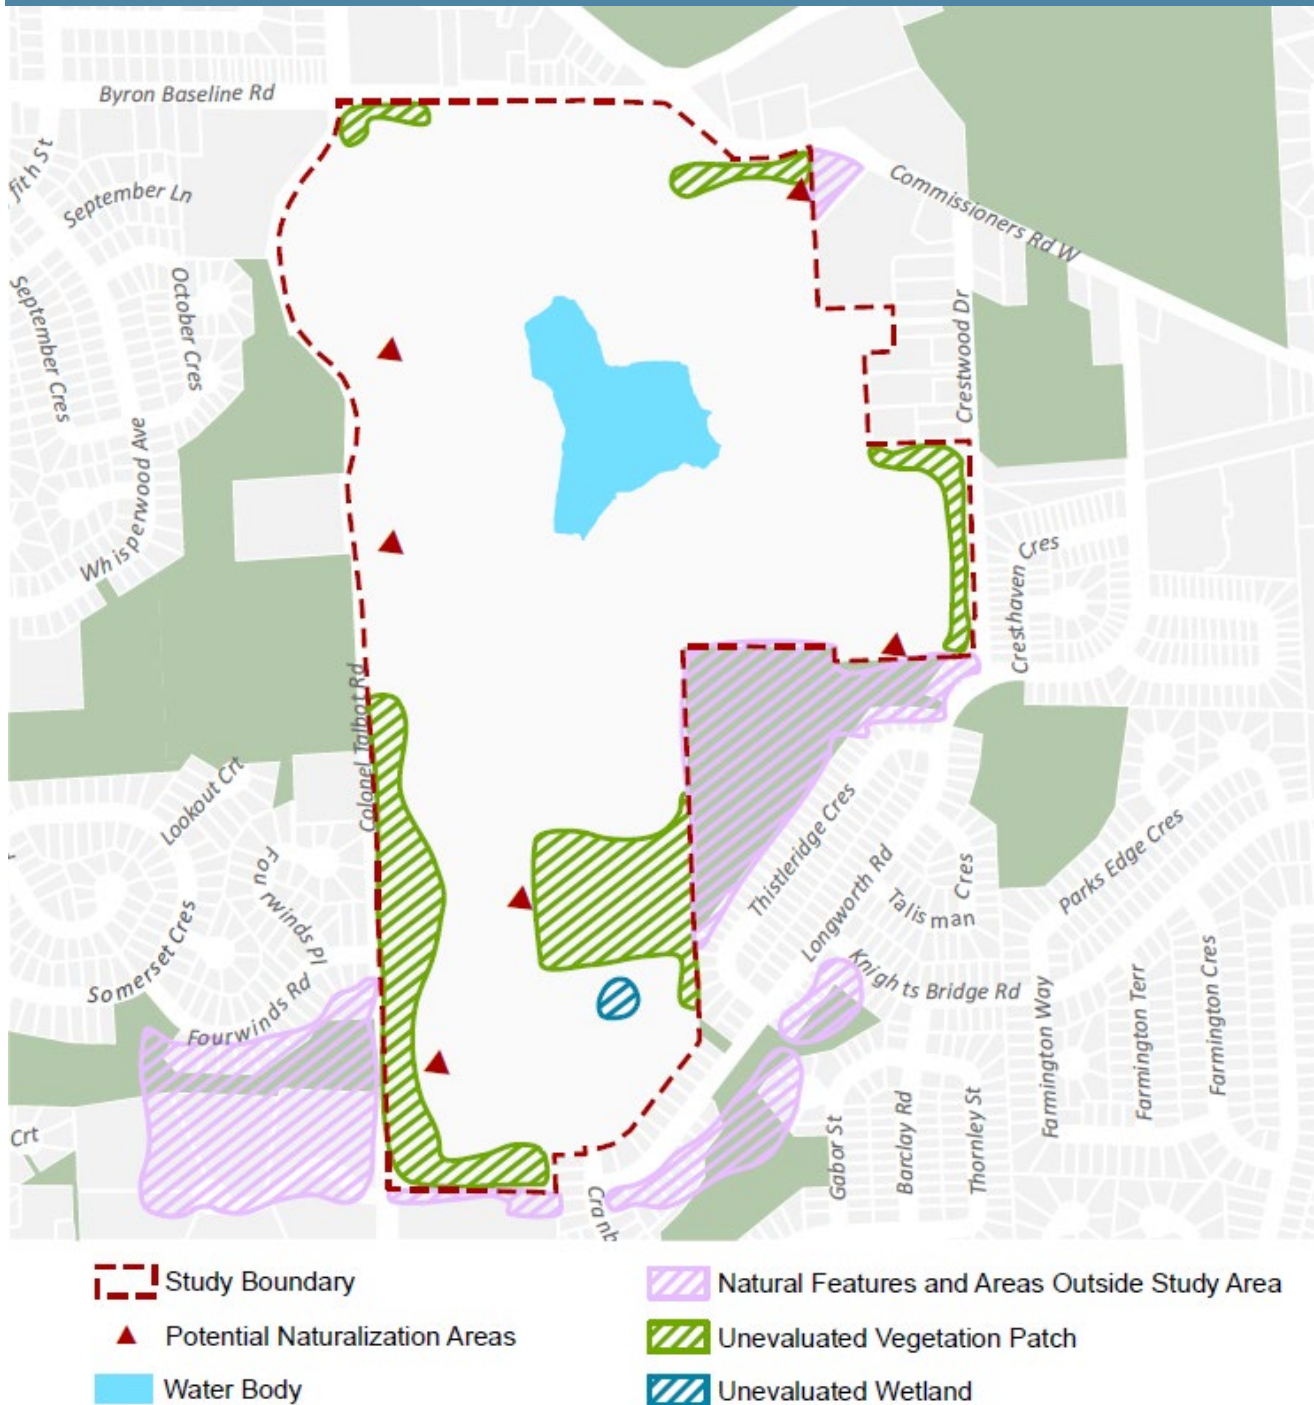 Byron Baseline Rd
fith St
September Ln
Commissioners Rd W
September Cres
October Cres
Crestwood Dr
Whisperwood Ave
Cresthaven Cres
Colonel Talbot Rd
Lookout Crt
Thistleridge Cres
Parks Edge Cres
Longworth Rd
Talisman Cres
Fourwinds Pl
Somerset Cres
Knights Bridge Rd
Fourwinds Rd
Farmington Way
Farmington Terr
Farmington Cres
Crt
Gabor St
Barclay Rd
Thornley St
Cranb
Study Boundary
Natural Features and Areas Outside Study Area
Potential Naturalization Areas
Unevaluated Vegetation Patch
Water Body
Unevaluated Wetland